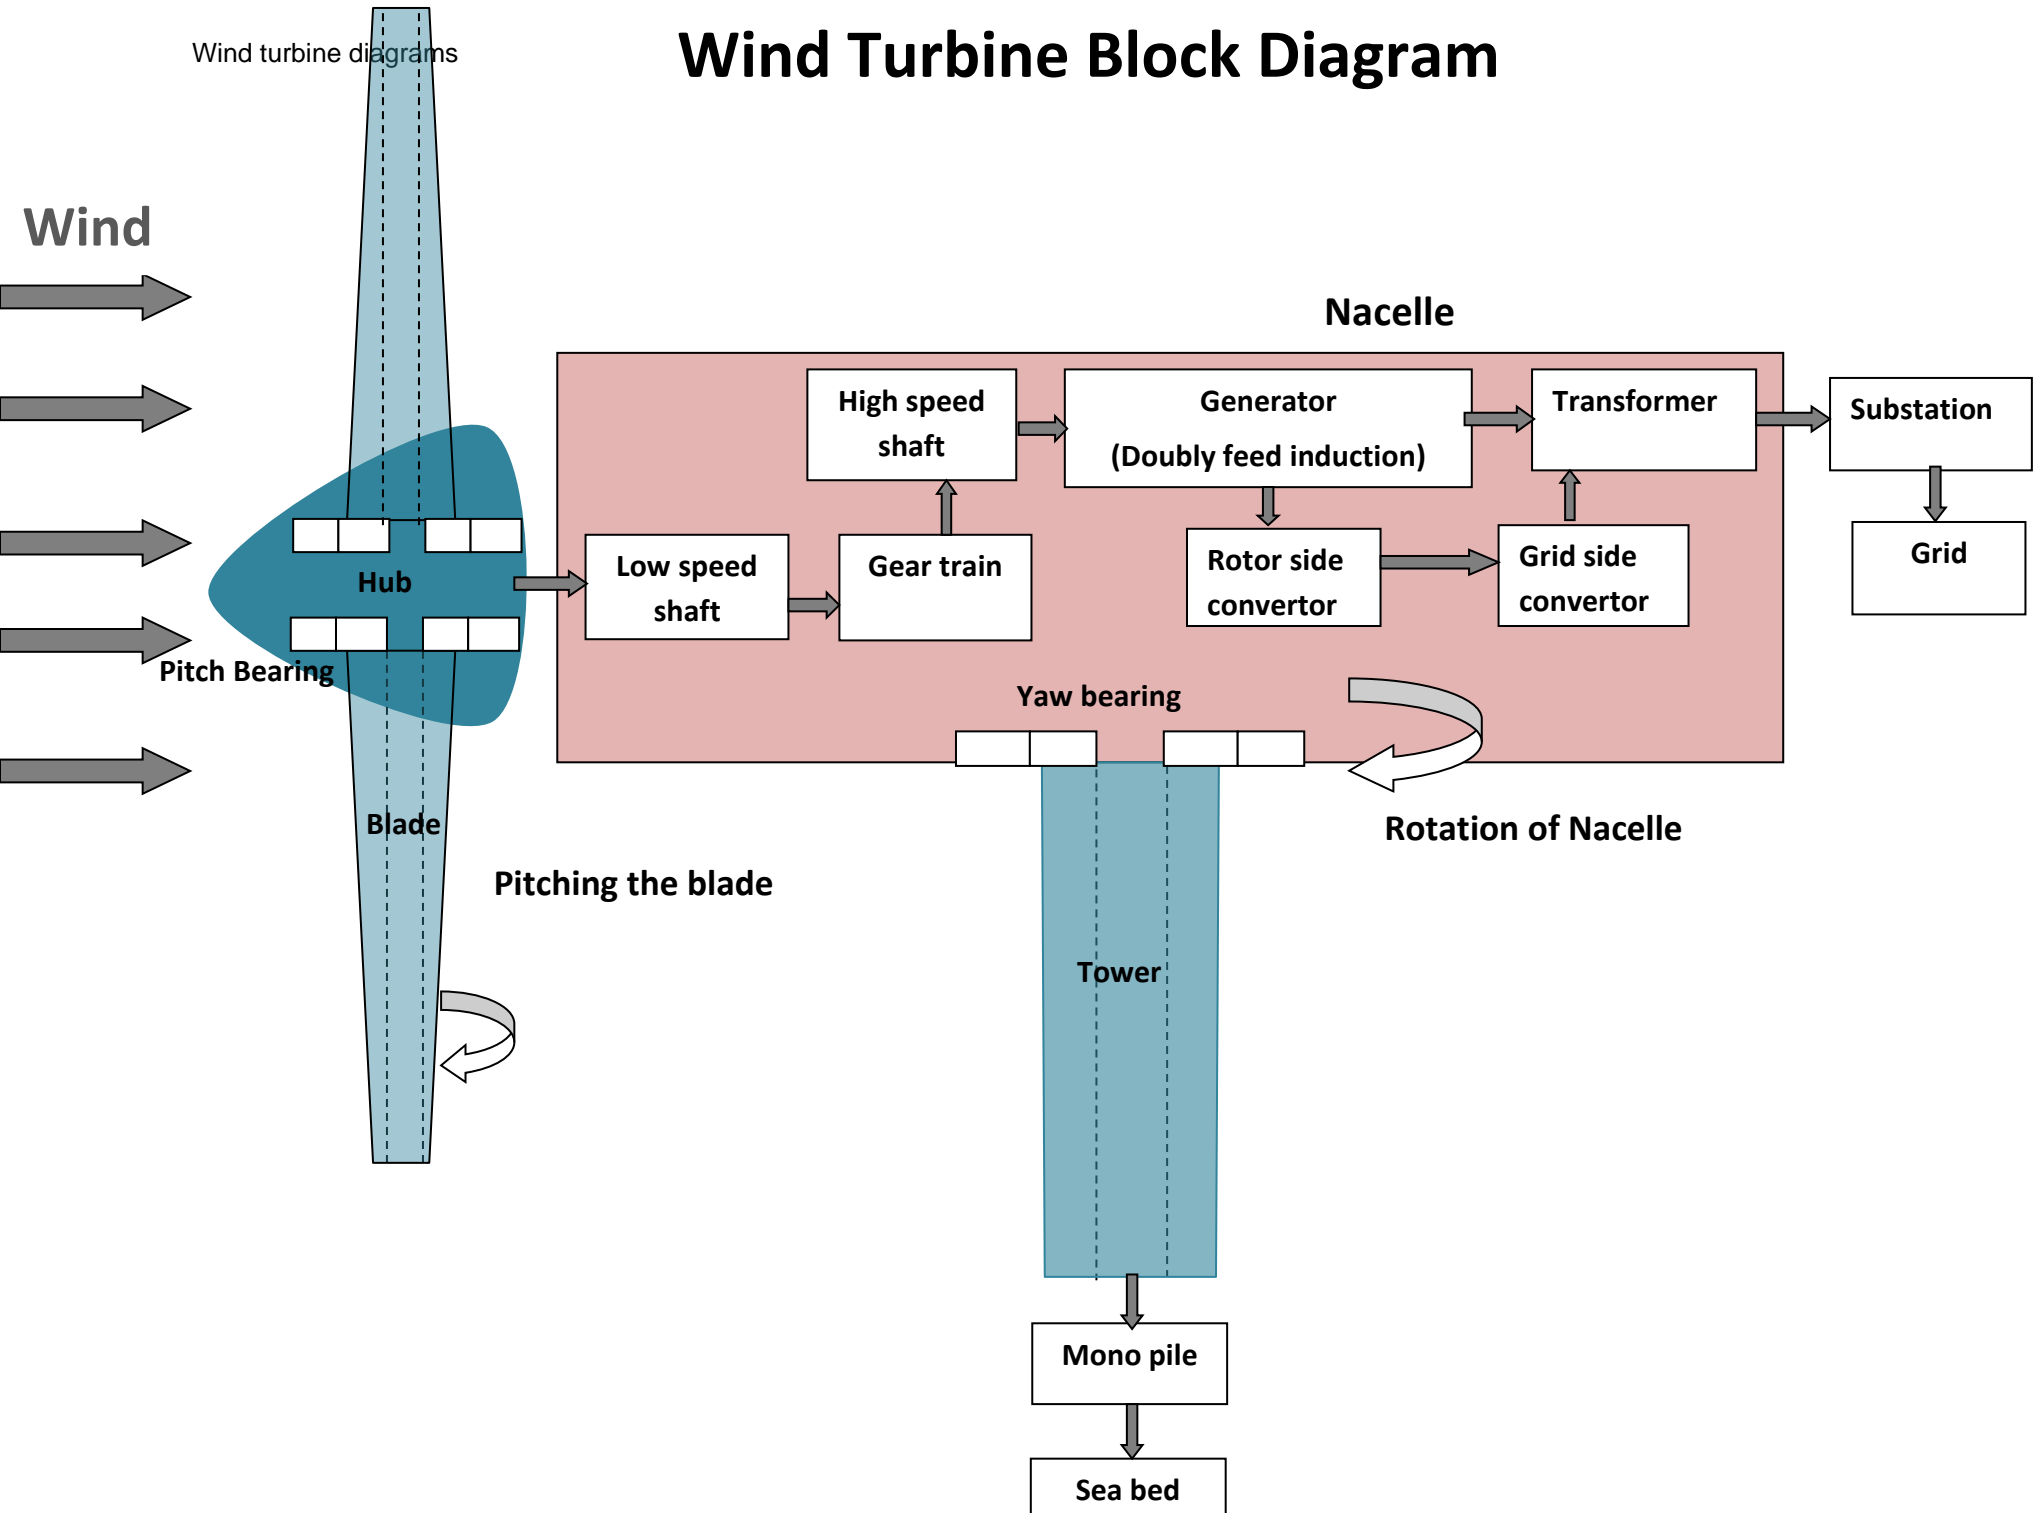 Wind turbine diagrams
Wind Turbine Block Diagram
Wind
Nacelle
High speed
shaft
Generator
(Doubly feed induction)
Transformer
Substation
Low speed
shaft
Gear train
Rotor side
convertor
Grid side
convertor
Grid
Hub
Pitch Bearing
Yaw bearing
Blade
Rotation of Nacelle
Pitching the blade
Tower
Mono pile
Sea bed